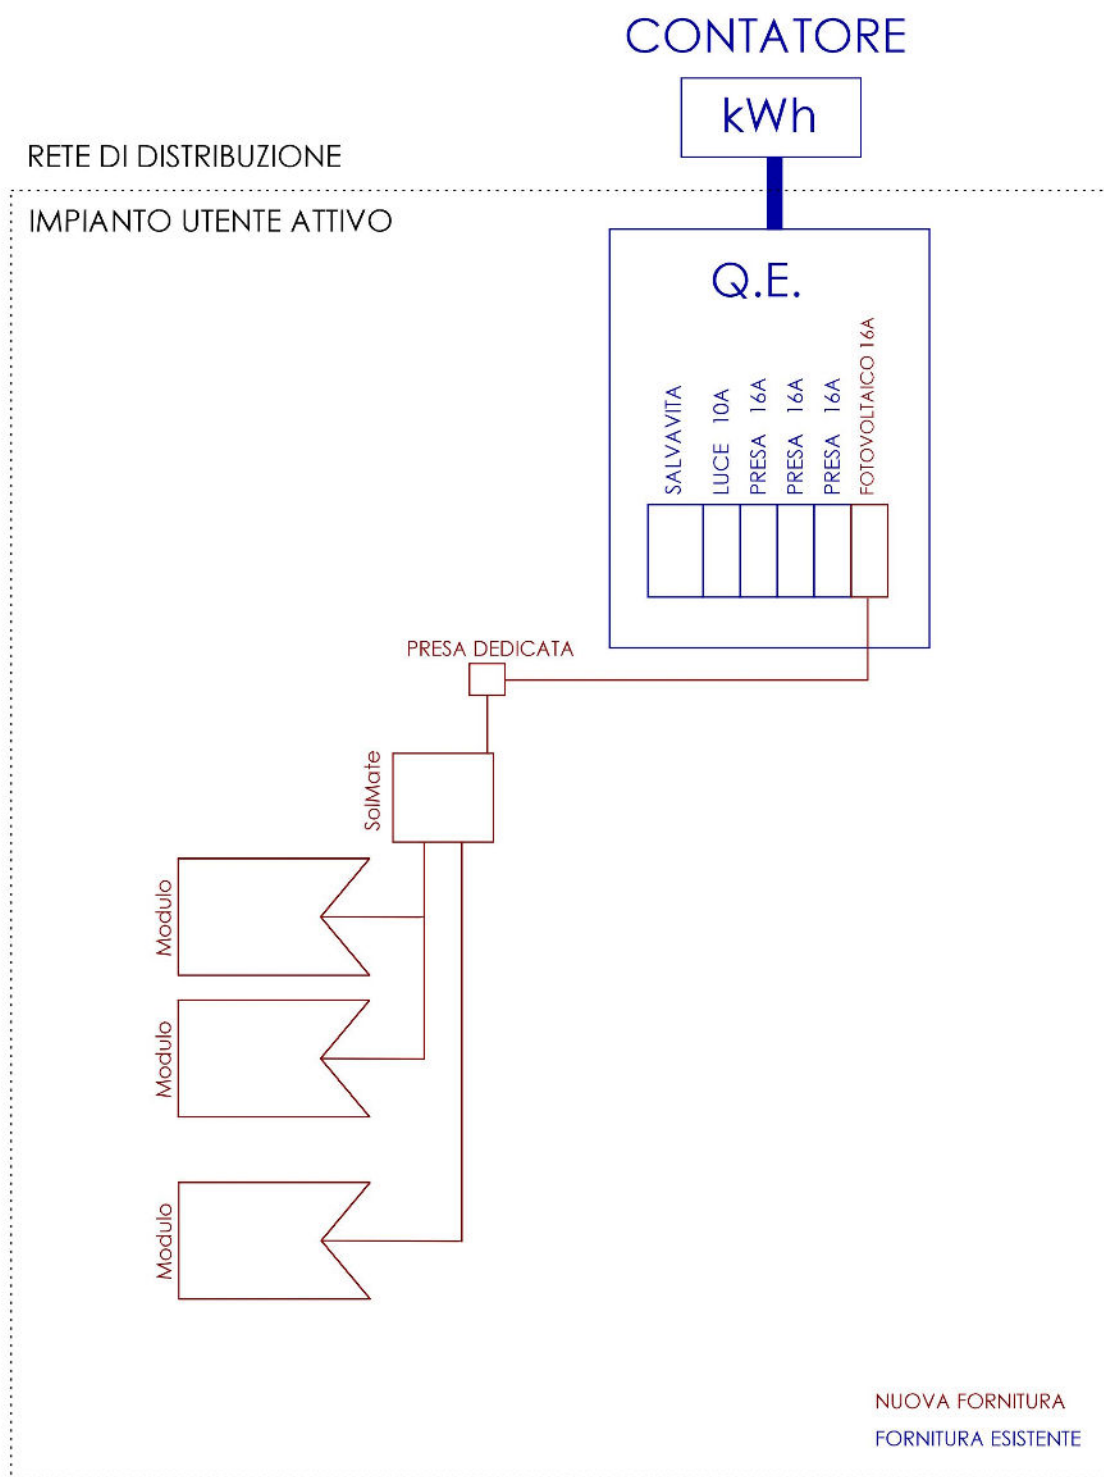 CONTATORE
kWh
RETE DI DISTRIBUZIONE
IMPIANTO UTENTE ATTIVO
Q.E.
SALVAVITA
LUCE 10A
PRESA 16A
PRESA 16A
PRESA 16A
FOTOVOLTAICO 16A
PRESA DEDICATA
SolMate
Modulo
Modulo
Modulo
NUOVA FORNITURA
FORNITURA ESISTENTE